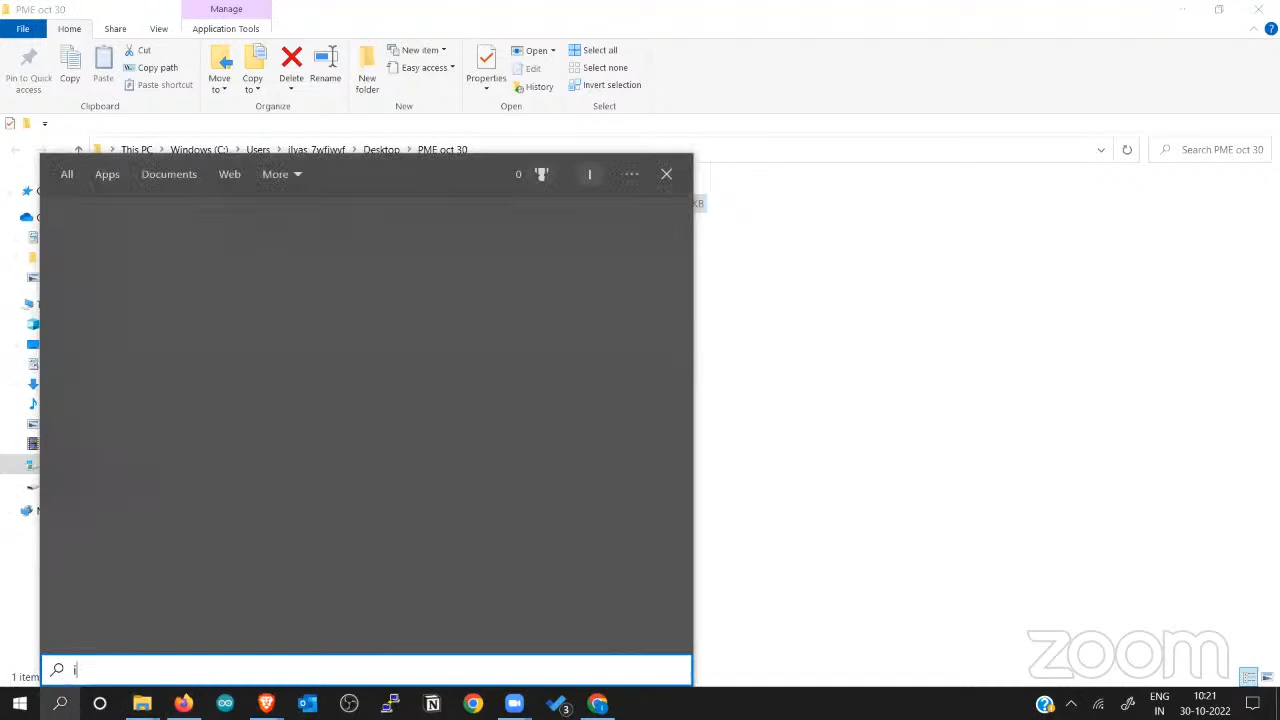 PME oct 30
Manage
File
Home
Share
View
Application Tools
Pin to Quick access
Copy
Paste
Cut
Copy path
Paste shortcut
Move to
Copy to
Delete
Rename
New folder
New item
Easy access
Properties
Open
Edit
History
Select all
Select none
Invert selection
Clipboard
Organize
New
Open
Select
This PC
Windows (C:)
Users
ilyas_7wfjwyf
Desktop
PME oct 30
Search PME oct 30
All
Apps
Documents
Web
More
0
I
KB
i
1 item
zoom
3
ENG
IN
10:21
30-10-2022